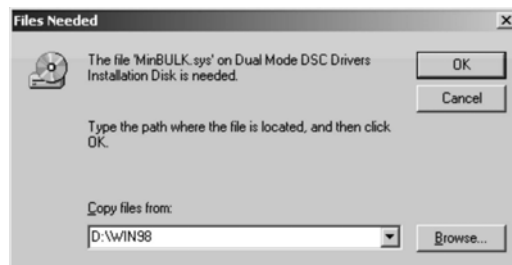 Files Needed
The file 'MinBULK.sys' on Dual Mode DSC Drivers
Installation Disk is needed.
OK
Cancel
Type the path where the file is located, and then click
OK.
Copy files from:
D:\WIN98
Browse...